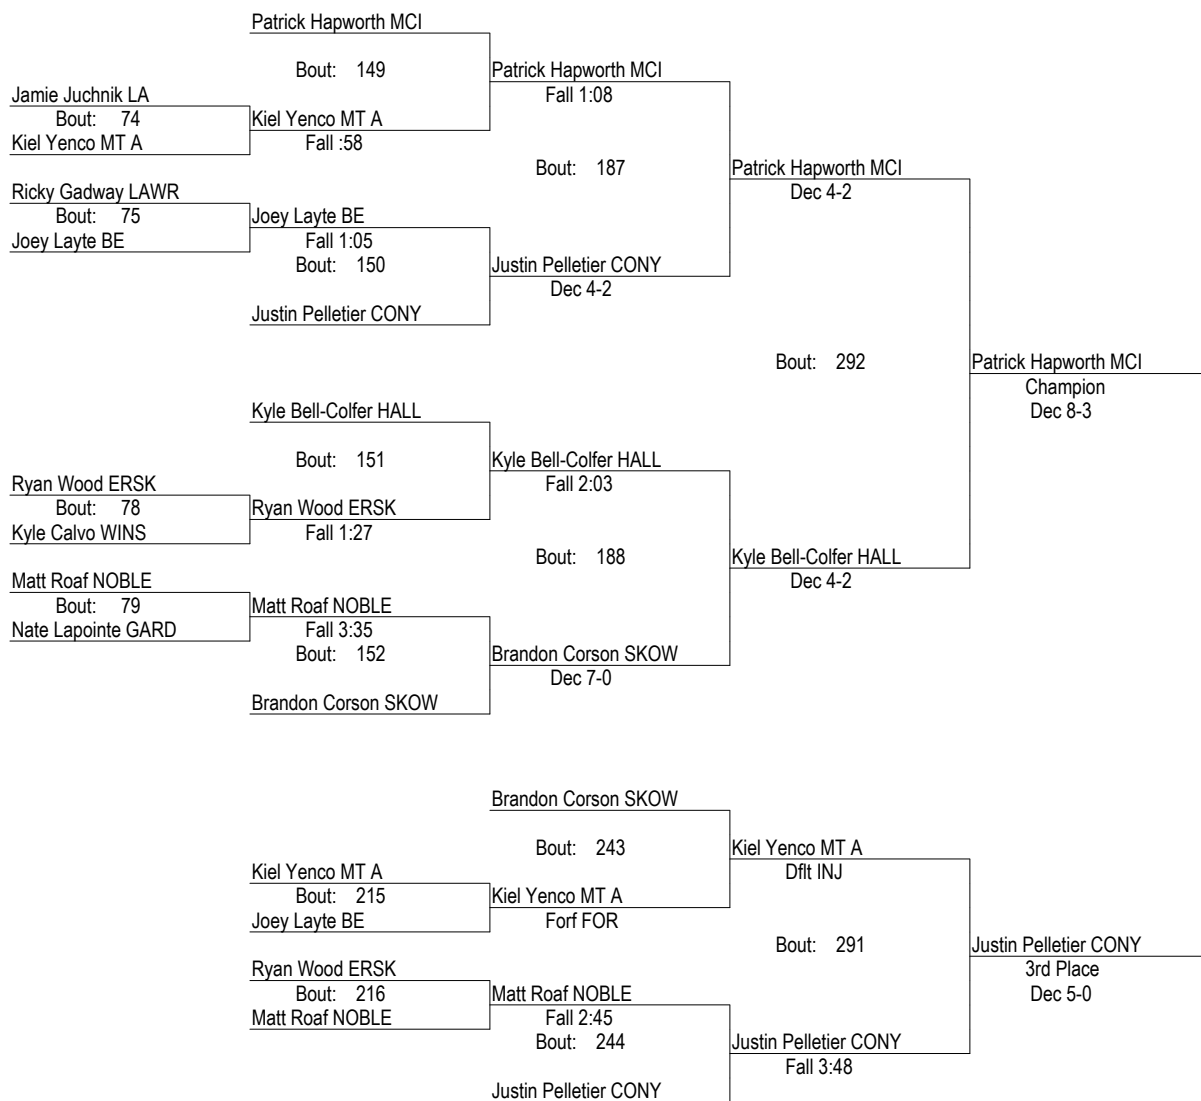 Patrick Hapworth MCI
Bout: 149
Patrick Hapworth MCI
Jamie Juchnik LA
Fall 1:08
Bout: 74
Kiel Yenco MT A
Kiel Yenco MT A
Fall :58
Bout: 187
Patrick Hapworth MCI
Ricky Gadway LAWR
Dec 4-2
Bout: 75
Joey Layte BE
Joey Layte BE
Fall 1:05
Bout: 150
Justin Pelletier CONY
Dec 4-2
Justin Pelletier CONY
Bout: 292
Patrick Hapworth MCI
Champion
Dec 8-3
Kyle Bell-Colfer HALL
Bout: 151
Kyle Bell-Colfer HALL
Ryan Wood ERSK
Fall 2:03
Bout: 78
Ryan Wood ERSK
Kyle Calvo WINS
Fall 1:27
Bout: 188
Kyle Bell-Colfer HALL
Matt Roaf NOBLE
Dec 4-2
Bout: 79
Matt Roaf NOBLE
Nate Lapointe GARD
Fall 3:35
Bout: 152
Brandon Corson SKOW
Dec 7-0
Brandon Corson SKOW
Brandon Corson SKOW
Bout: 243
Kiel Yenco MT A
Dflt INJ
Kiel Yenco MT A
Bout: 215
Kiel Yenco MT A
Joey Layte BE
Forf FOR
Bout: 291
Justin Pelletier CONY
Ryan Wood ERSK
3rd Place
Bout: 216
Matt Roaf NOBLE
Dec 5-0
Matt Roaf NOBLE
Fall 2:45
Bout: 244
Justin Pelletier CONY
Fall 3:48
Justin Pelletier CONY